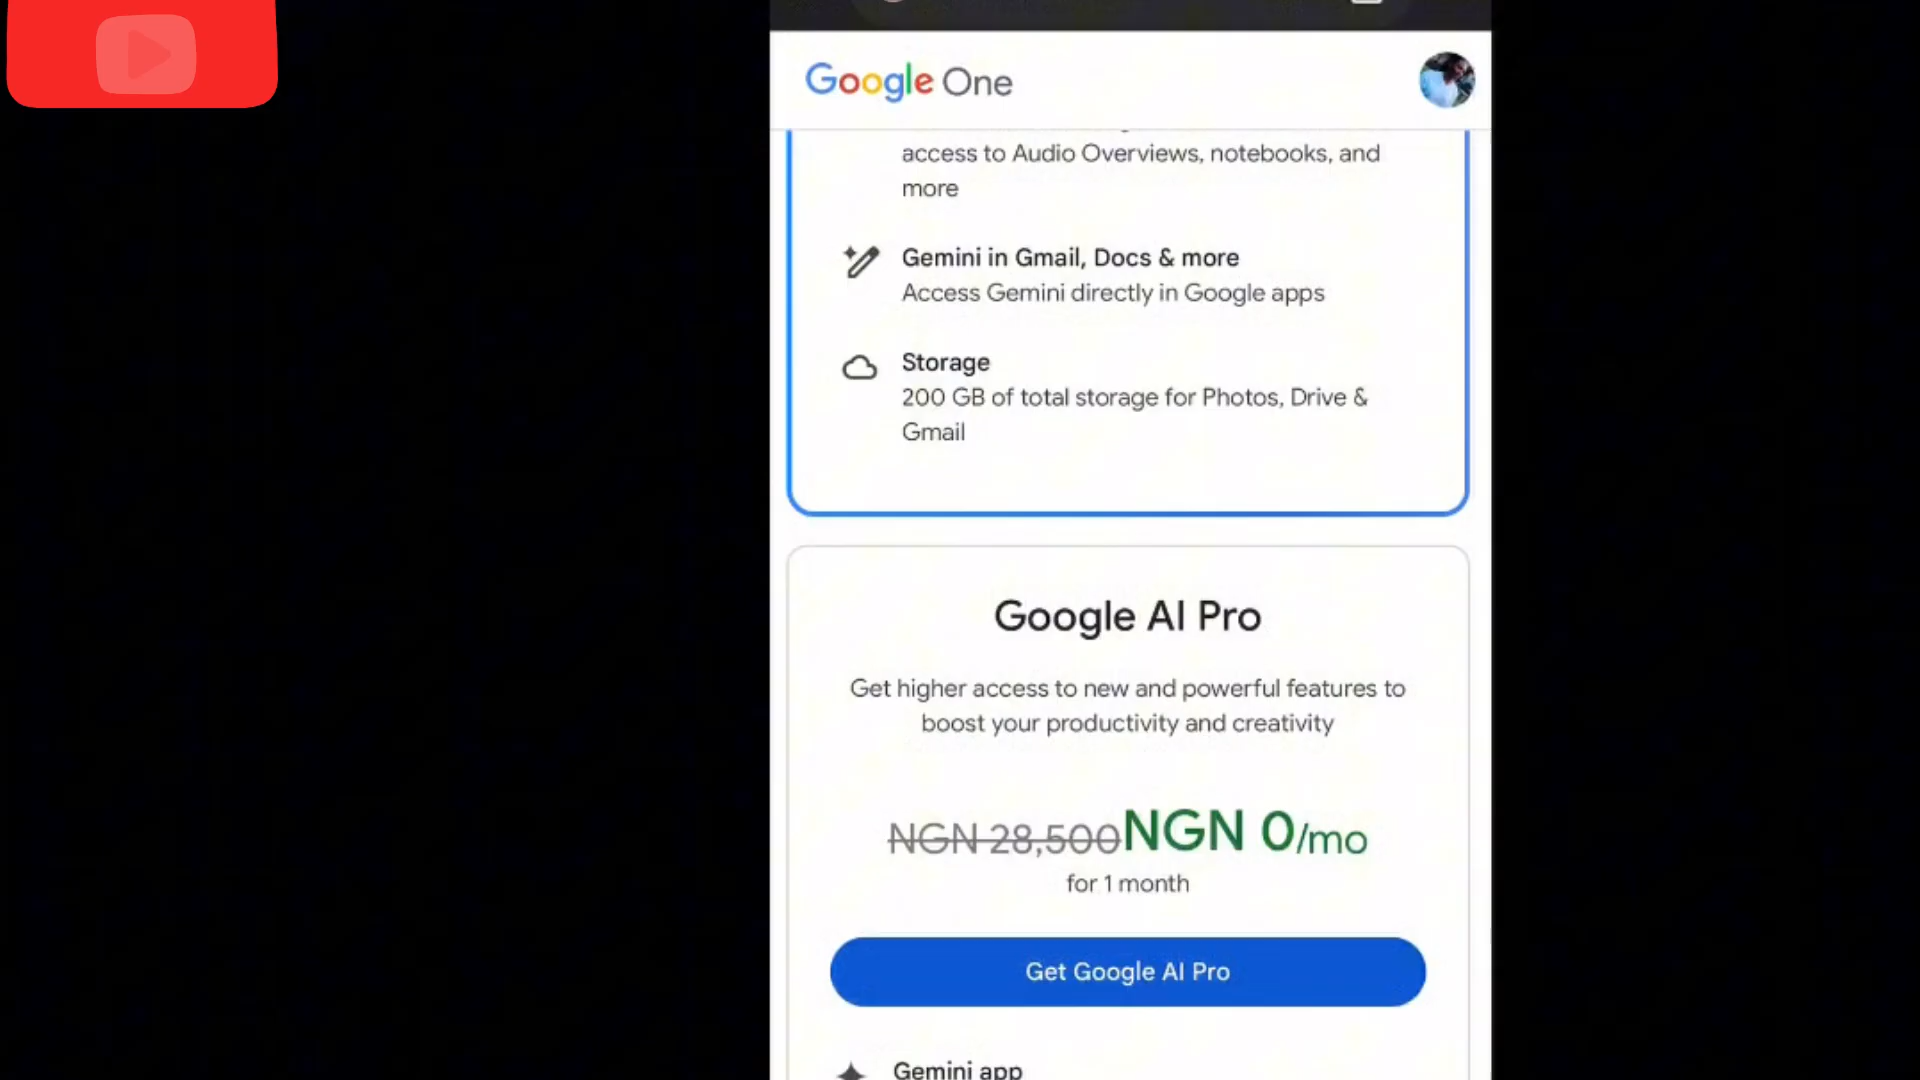 Google One
access to Audio Overviews, notebooks, and
more
Gemini in Gmail, Docs & more
Access Gemini directly in Google apps
Storage
200 GB of total storage for Photos, Drive &
Gmail
Google AI Pro
Get higher access to new and powerful features to
boost your productivity and creativity
NGN 28,500 NGN 0/mo
for 1 month
Get Google AI Pro
Gemini app